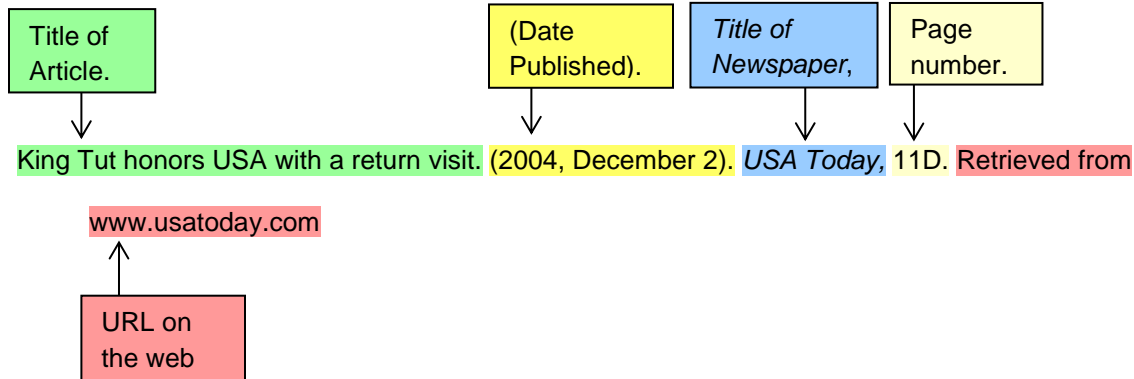 Title of
Article.
(Date
Published).
Title of
Newspaper,
Page
number.
King Tut honors USA with a return visit. (2004, December 2). USA Today, 11D. Retrieved from
www.usatoday.com
URL on
the web